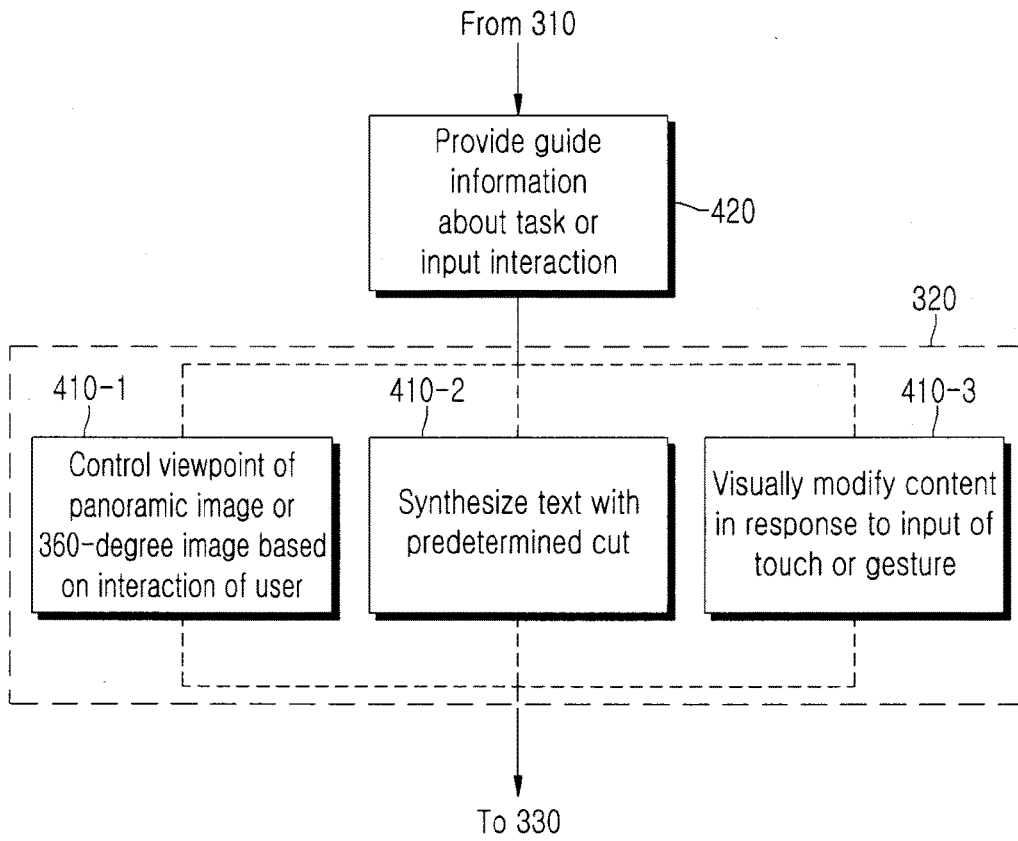 From 310
Provide guide
information
about task or
input interaction
420
320
410-1
410-2
410-3
Control viewpoint of
panoramic image or
360-degree image based
on interaction of user
Synthesize text with
predetermined cut
Visually modify content
in response to input of
touch or gesture
To 330